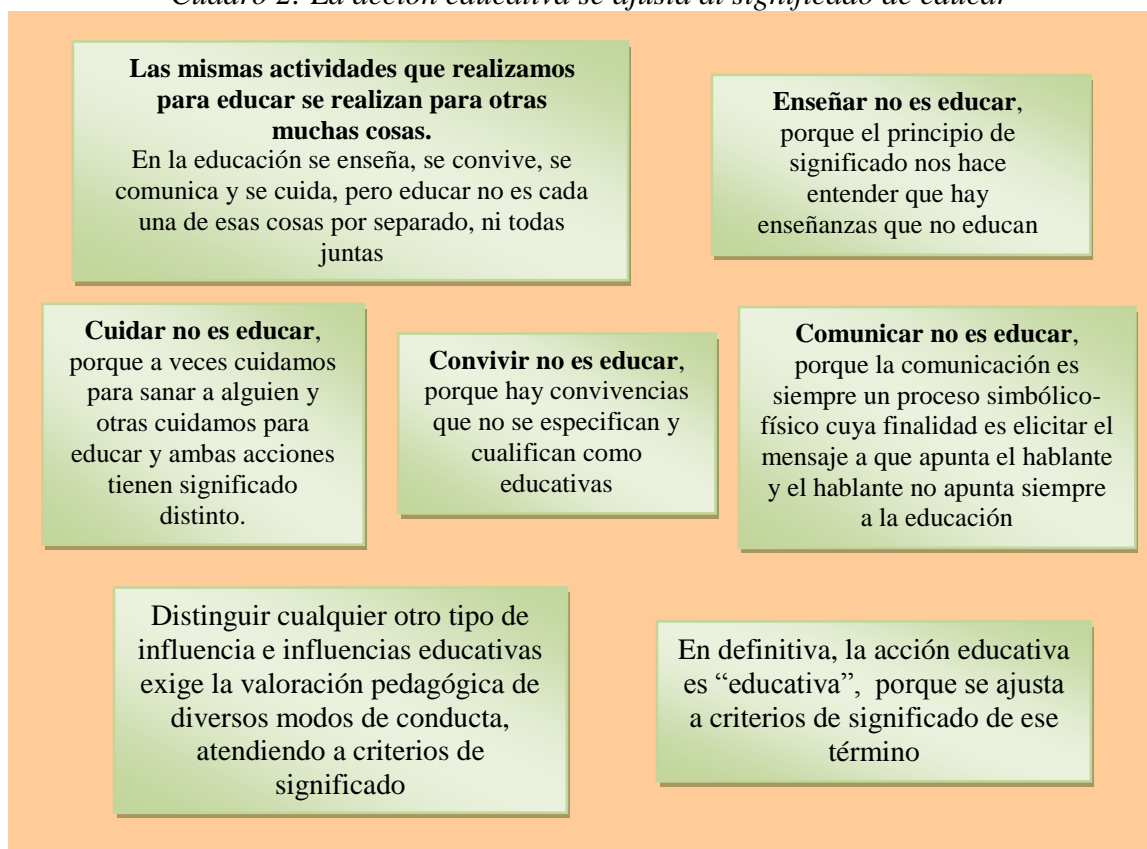 Cuadro 2: La acción educativa se ajusta al significado de educar
Las mismas actividades que realizamos
para educar se realizan para otras
muchas cosas.
En la educación se enseña, se convive, se
comunica y se cuida, pero educar no es cada
una de esas cosas por separado, ni todas
juntas
Enseñar no es educar,
porque el principio de
significado nos hace
entender que hay
enseñanzas que no educan
Cuidar no es educar,
porque a veces cuidamos
para sanar a alguien y
otras cuidamos para
educar y ambas acciones
tienen significado
distinto.
Convivir no es educar,
porque hay convivencias
que no se especifican y
cualifican como
educativas
Comunicar no es educar,
porque la comunicación es
siempre un proceso simbólico-
físico cuya finalidad es elicitar el
mensaje a que apunta el hablante
y el hablante no apunta siempre
a la educación
Distinguir cualquier otro tipo de
influencia e influencias educativas
exige la valoración pedagógica de
diversos modos de conducta,
atendiendo a criterios de
significado
En definitiva, la acción educativa
es “educativa”, porque se ajusta
a criterios de significado de ese
término